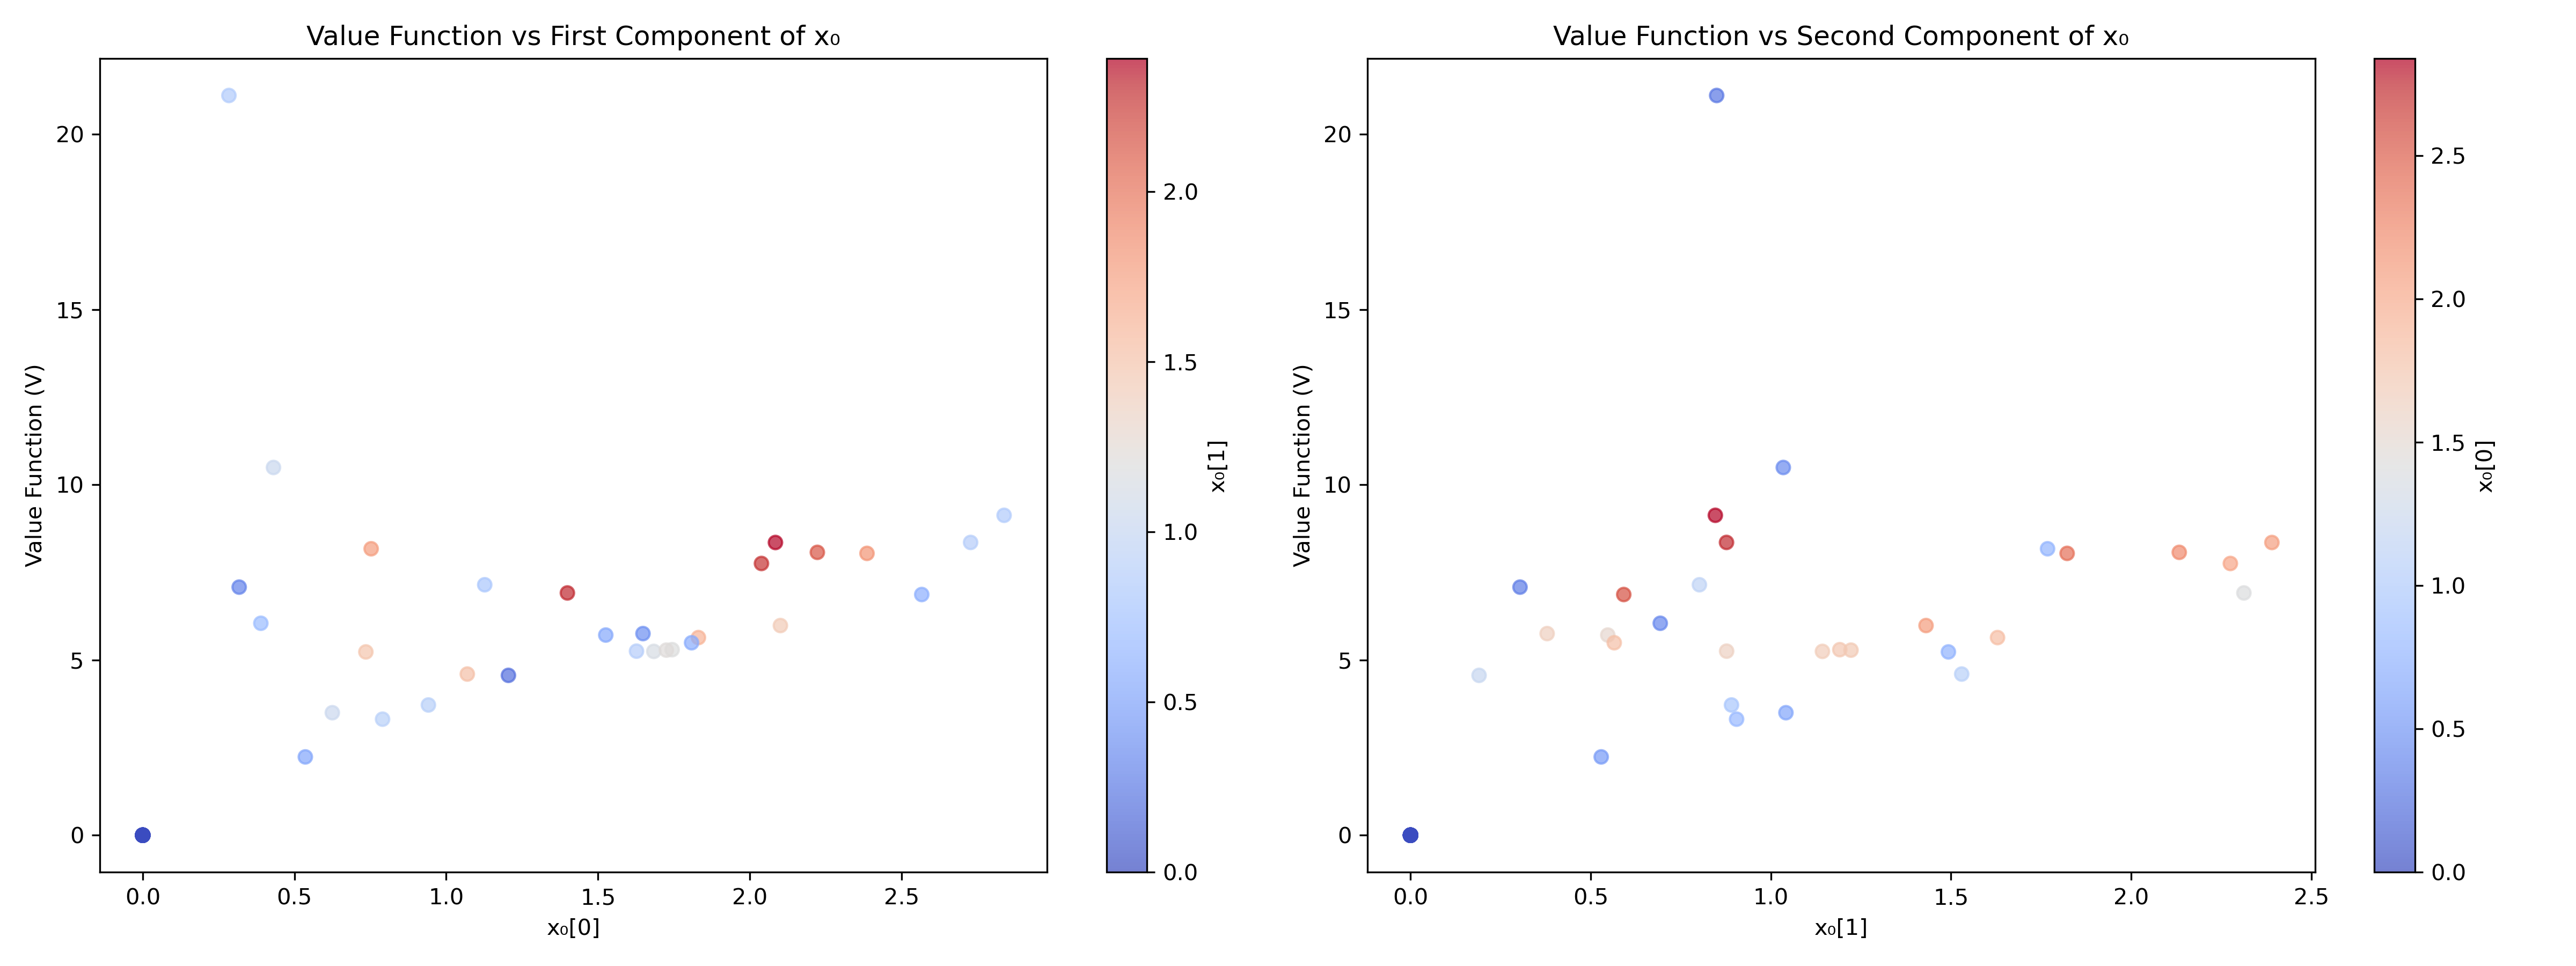 Value Function vs First Component of x₀
Value Function (V)
20
15
10
5
0
0.0 0.5 1.0 1.5 2.0 2.5
x₀[0]
2.0
1.5
1.0
0.5
0.0
x₀[1]
Value Function vs Second Component of x₀
Value Function (V)
20
15
10
5
0
0.0 0.5 1.0 1.5 2.0 2.5
x₀[1]
2.5
2.0
1.5
1.0
0.5
0.0
x₀[0]